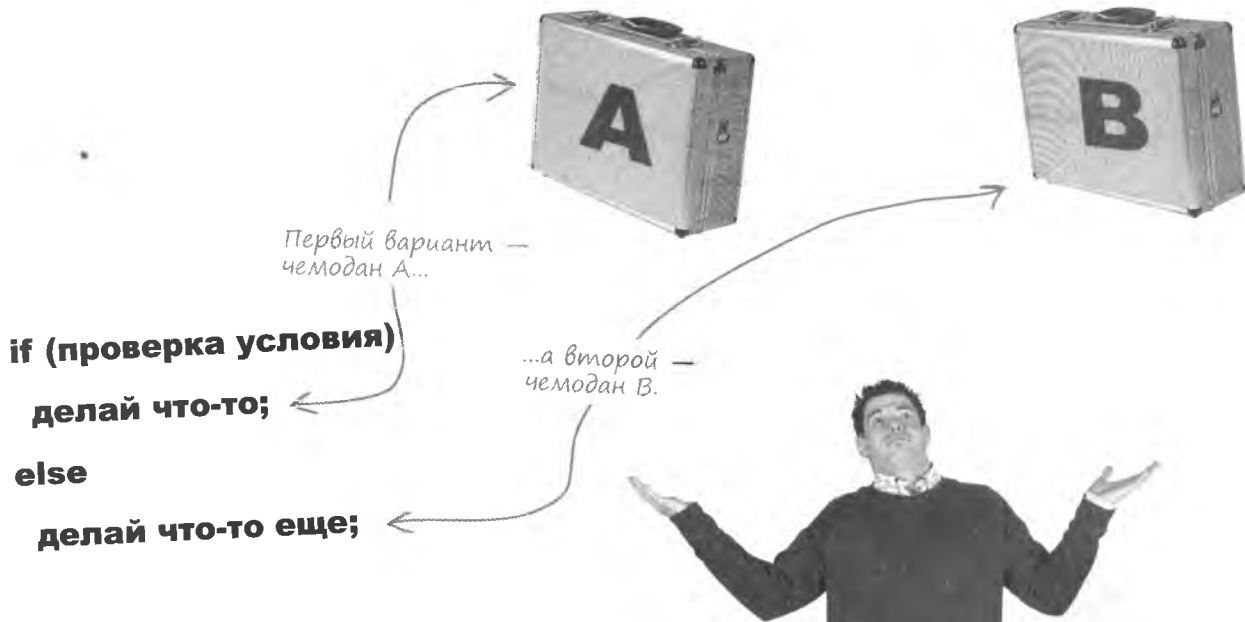 A
B
Первый вариант —
чемодан А...
if (проверка условия)
делай что-то;
else
делай что-то еще;
...а второй —
чемодан В.